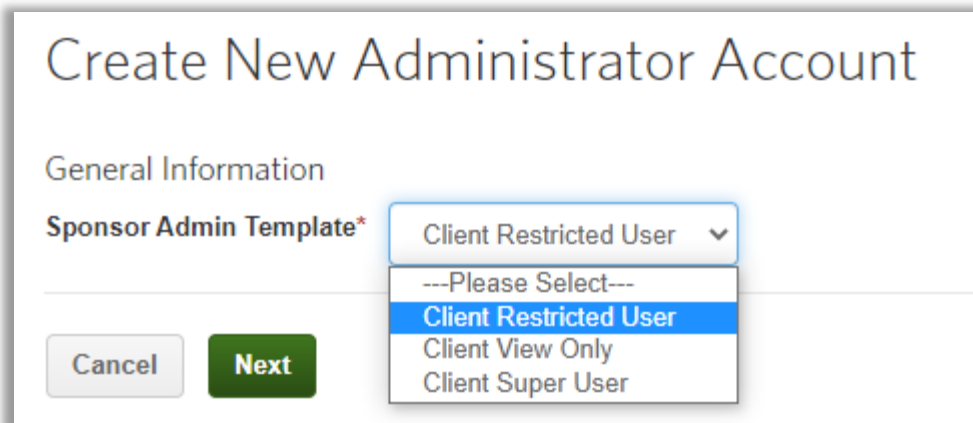 Create New Administrator Account
General Information
Sponsor Admin Template* Client Restricted User
---Please Select---
Client Restricted User
Client View Only
Client Super User
Cancel Next